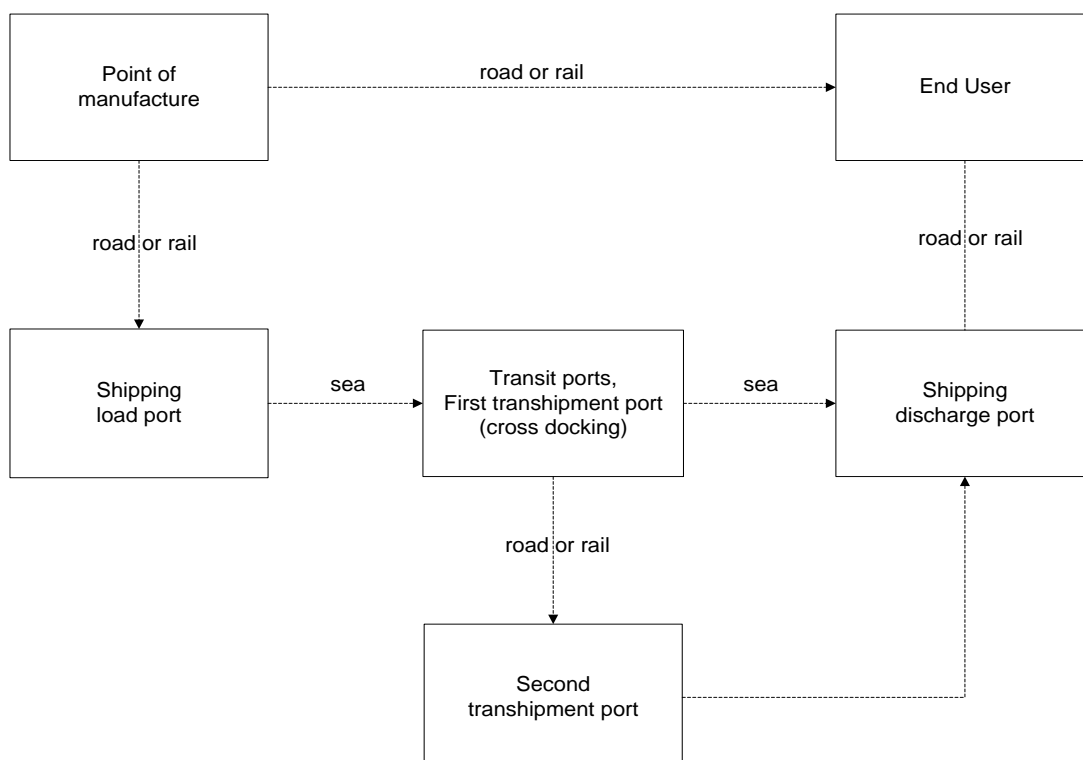 Point of
manufacture
road or rail
End User
road or rail
road or rail
Shipping
load port
sea
Transit ports,
First transhipment port
(cross docking)
sea
Shipping
discharge port
road or rail
Second
transhipment port